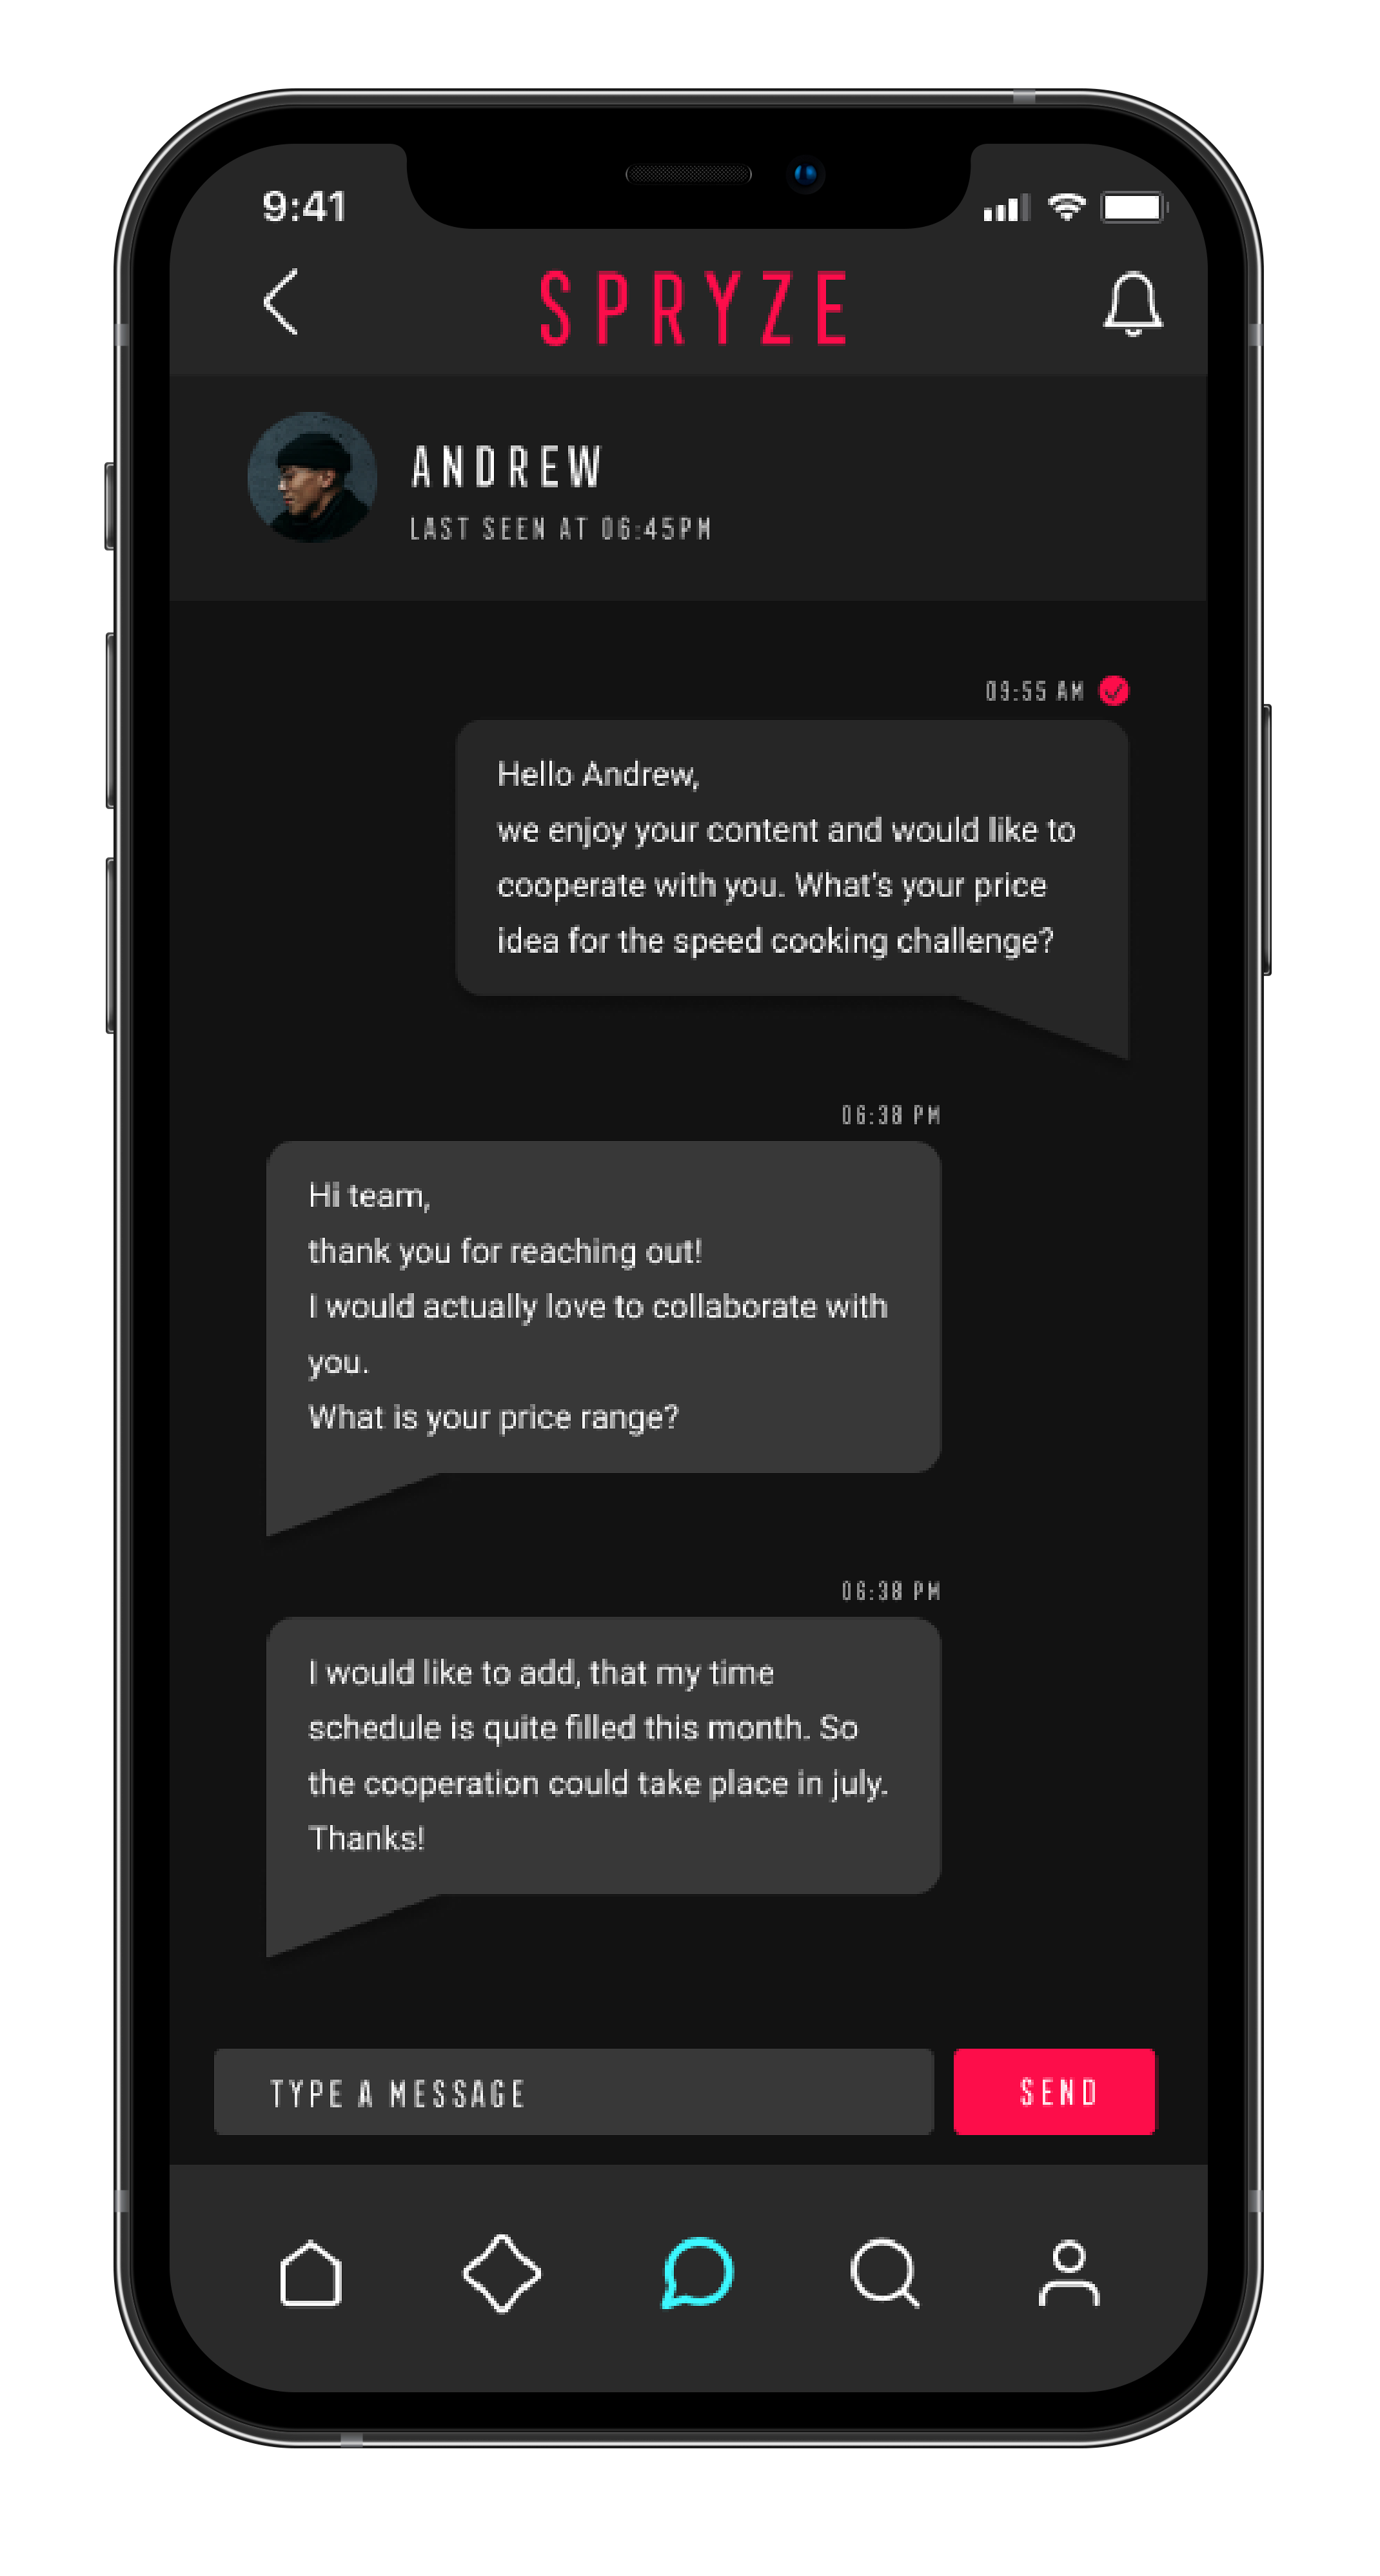 9:41
SPRYZE
ANDREW
LAST SEEN AT 06:45PM
09:55 AM
Hello Andrew,
we enjoy your content and would like to
cooperate with you. What's your price
idea for the speed cooking challenge?
06:38 PM
Hi team,
thank you for reaching out!
I would actually love to collaborate with
you.
What is your price range?
06:38 PM
I would like to add, that my time
schedule is quite filled this month. So
the cooperation could take place in july.
Thanks!
TYPE A MESSAGE
SEND